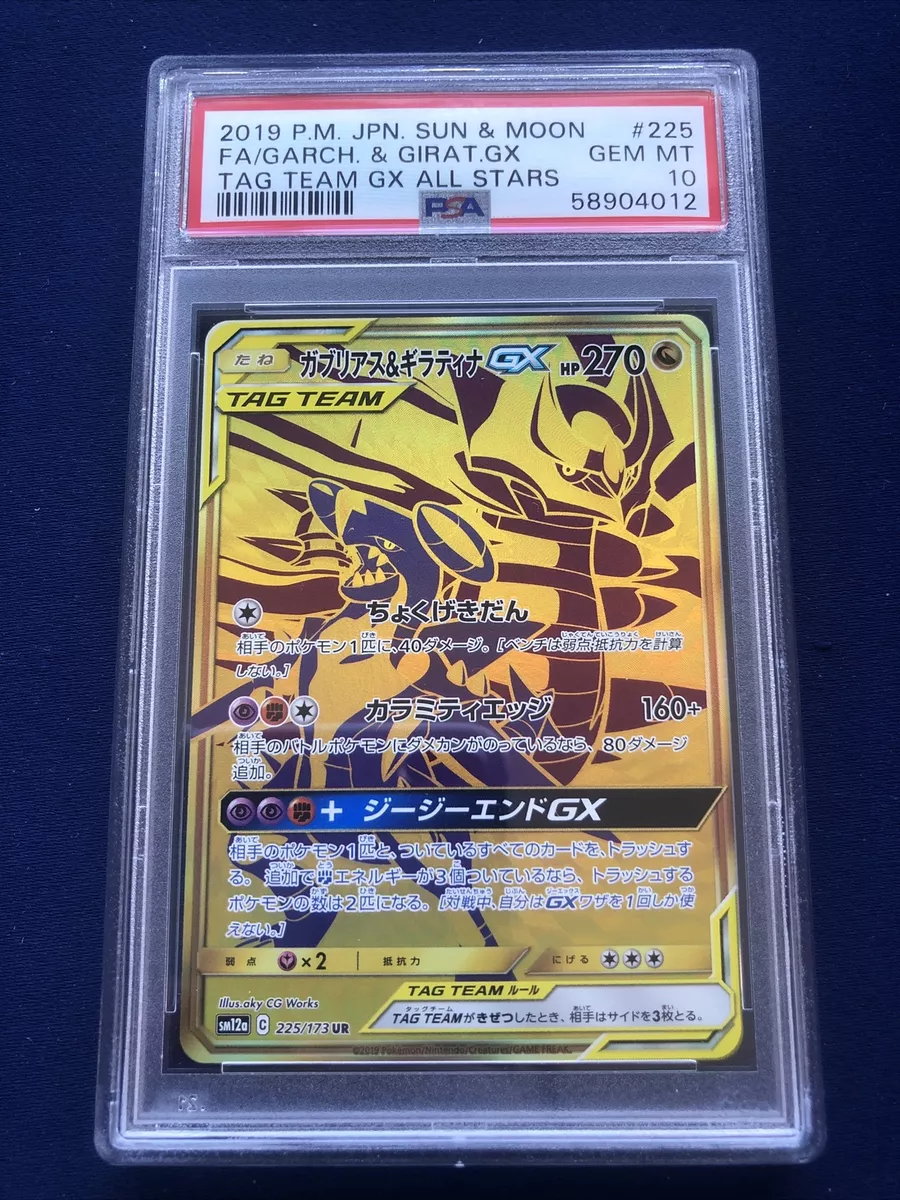 2019 P.M. JPN. SUN & MOON #225
FA/GARCH. & GIRAT.GX GEM MT
TAG TEAM GX ALL STARS 10
PSA 58904012
たね ガブリアス&ギラティナGX HP270
TAG TEAM
ちょくげきだん
相手のポケモン1匹に、40ダメージ。[ベンチは弱点・抵抗力を計算
しない。]
カラミティエッジ 160+
相手のバトルポケモンにダメカンがのっているなら、80ダメージ
追加。
+ ジージーエンドGX
相手のポケモン1匹と、ついているすべてのカードを、トラッシュす
る。追加でエネルギーが3個ついているなら、トラッシュする
ポケモンの数は2匹になる。[対戦中、自分はGXワザを1回しか使
えない。]
弱点 ×2 抵抗力 にげる
TAG TEAM ルール
Illus.aky CG Works
TAG TEAMがきぜつしたとき、相手はサイドを3枚とる。
sm12a C 225/173 UR
©2019 Pokémon/Nintendo/Creatures/GAME FREAK.